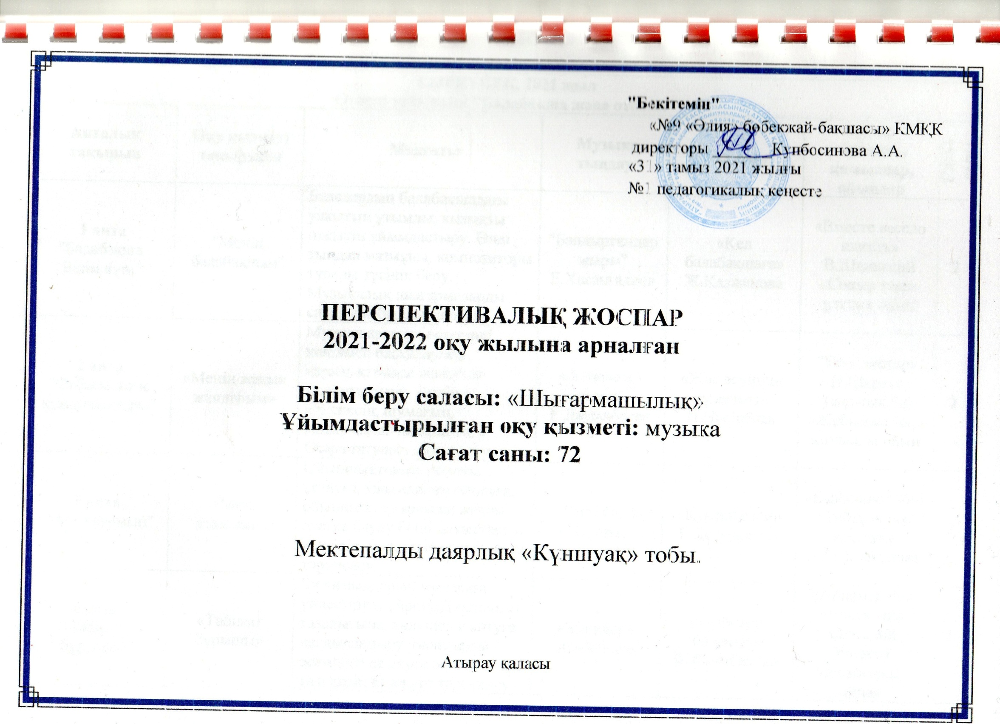 "Бекітемін"
«№9 «Әлия» бөбекжай-бақшасы» КМҚК
директоры Купбосинова А.А.
«31» тамыз 2021 жылғы
№1 педагогикалық кеңесте
ПЕРСПЕКТИВАЛЫҚ ЖОСПАР
2021-2022 оқу жылына арналған
Білім беру саласы: «Шығармашылық»
Ұйымдастырылған оқу қызметі: музыка
Сағат саны: 72
Мектепалды даярлық «Күншуақ» тобы.
Атырау қаласы